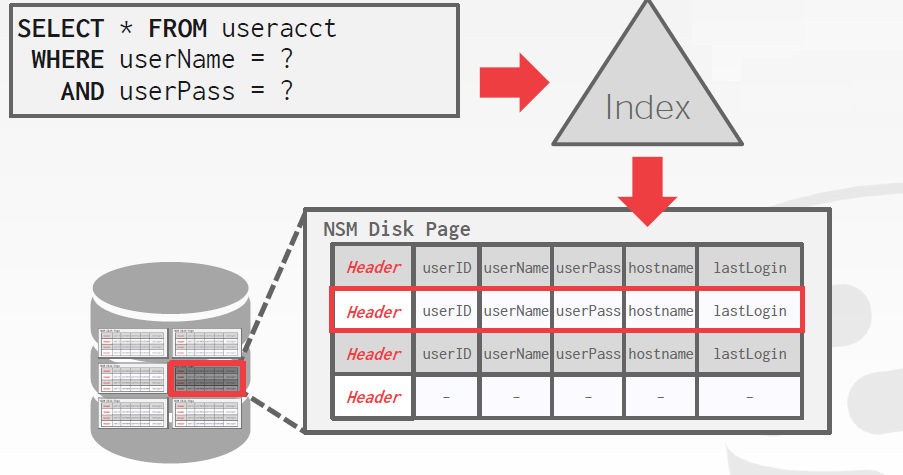 SELECT * FROM useracct
WHERE userName = ?
AND userPass = ?
Index
NSM Disk Page
Header userID userName userPass hostname lastLogin
Header userID userName userPass hostname lastLogin
Header userID userName userPass hostname lastLogin
Header - - - - -